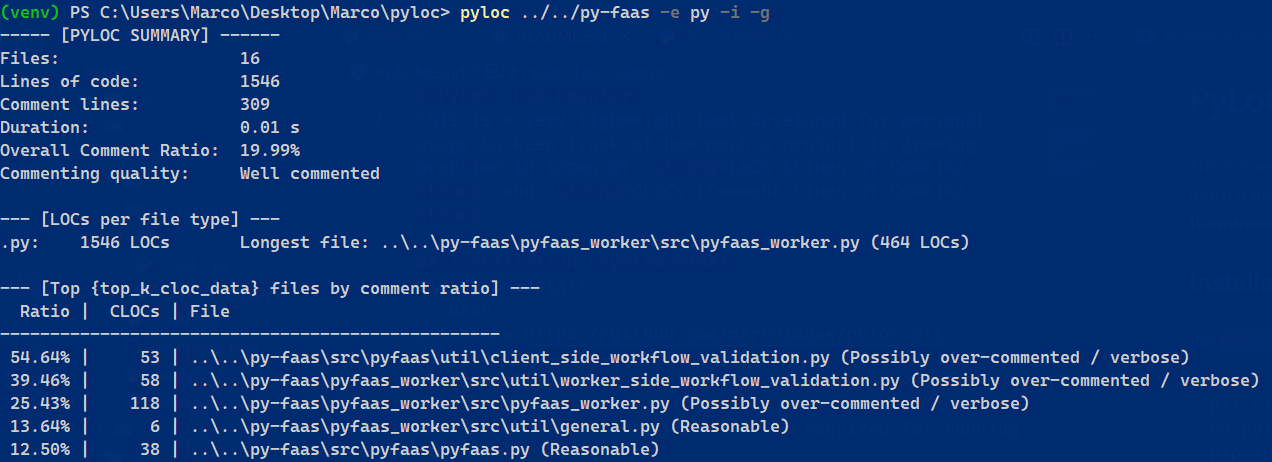 (venv) PS C:\Users\Marco\Desktop\Marco\pyloc> pyloc ../../py-faas -e py -i -g
----- [PYLOC SUMMARY] ------
Files:                  16
Lines of code:          1546
Comment lines:          309
Duration:               0.01 s
Overall Comment Ratio:  19.99%
Commenting quality:     Well commented
--- [LOCs per file type] ---
.py:    1546 LOCs       Longest file: ..\..\py-faas\pyfaas_worker\src\pyfaas_worker.py (464 LOCs)
--- [Top {top_k_cloc_data} files by comment ratio] ---
  Ratio |  CLOCs | File
--------------------------------------------------
 54.64% |     53 | ..\..\py-faas\src\pyfaas\util\client_side_workflow_validation.py (Possibly over-commented / verbose)
 39.46% |     58 | ..\..\py-faas\pyfaas_worker\src\util\worker_side_workflow_validation.py (Possibly over-commented / verbose)
 25.43% |    118 | ..\..\py-faas\pyfaas_worker\src\pyfaas_worker.py (Possibly over-commented / verbose)
 13.64% |      6 | ..\..\py-faas\pyfaas_worker\src\util\general.py (Reasonable)
 12.50% |     38 | ..\..\py-faas\src\pyfaas\pyfaas.py (Reasonable)